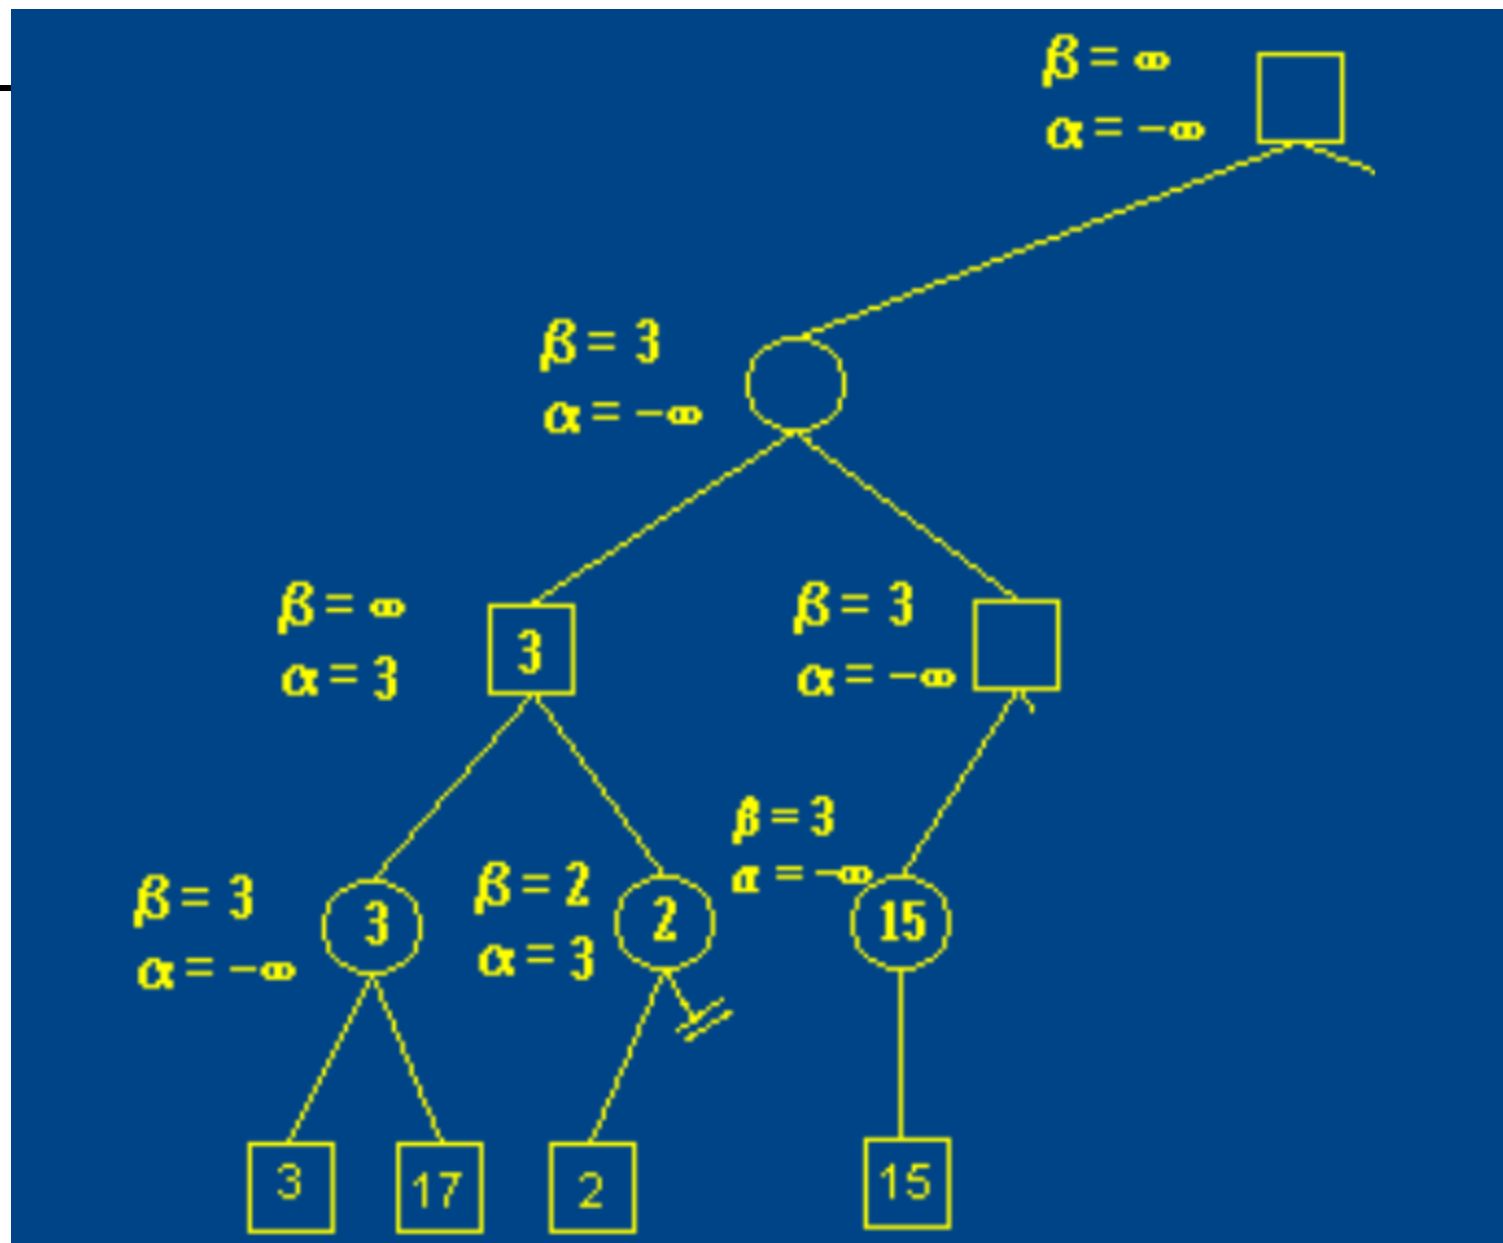 β = ∞
α = -∞
β = 3
α = -∞
β = ∞
α = 3
3
β = 3
α = -∞
β = 3
α = -∞
3
β = 2
α = 3
2
β = 3
α = -∞
15
3
17
2
15